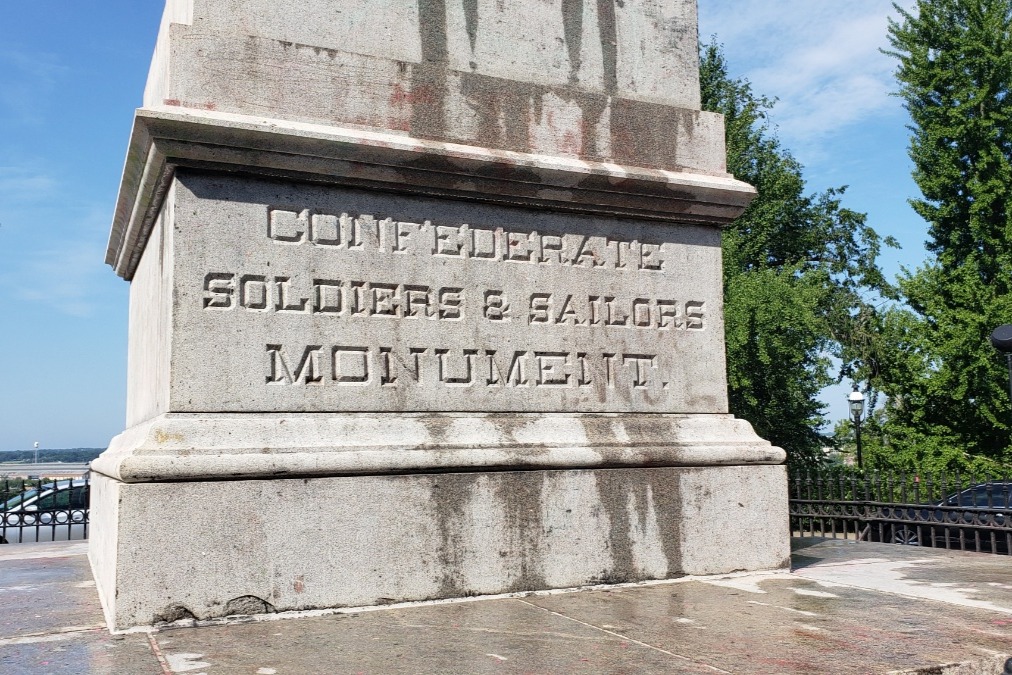 CONFEDERATE
SOLDIERS & SAILORS
MONUMENT.